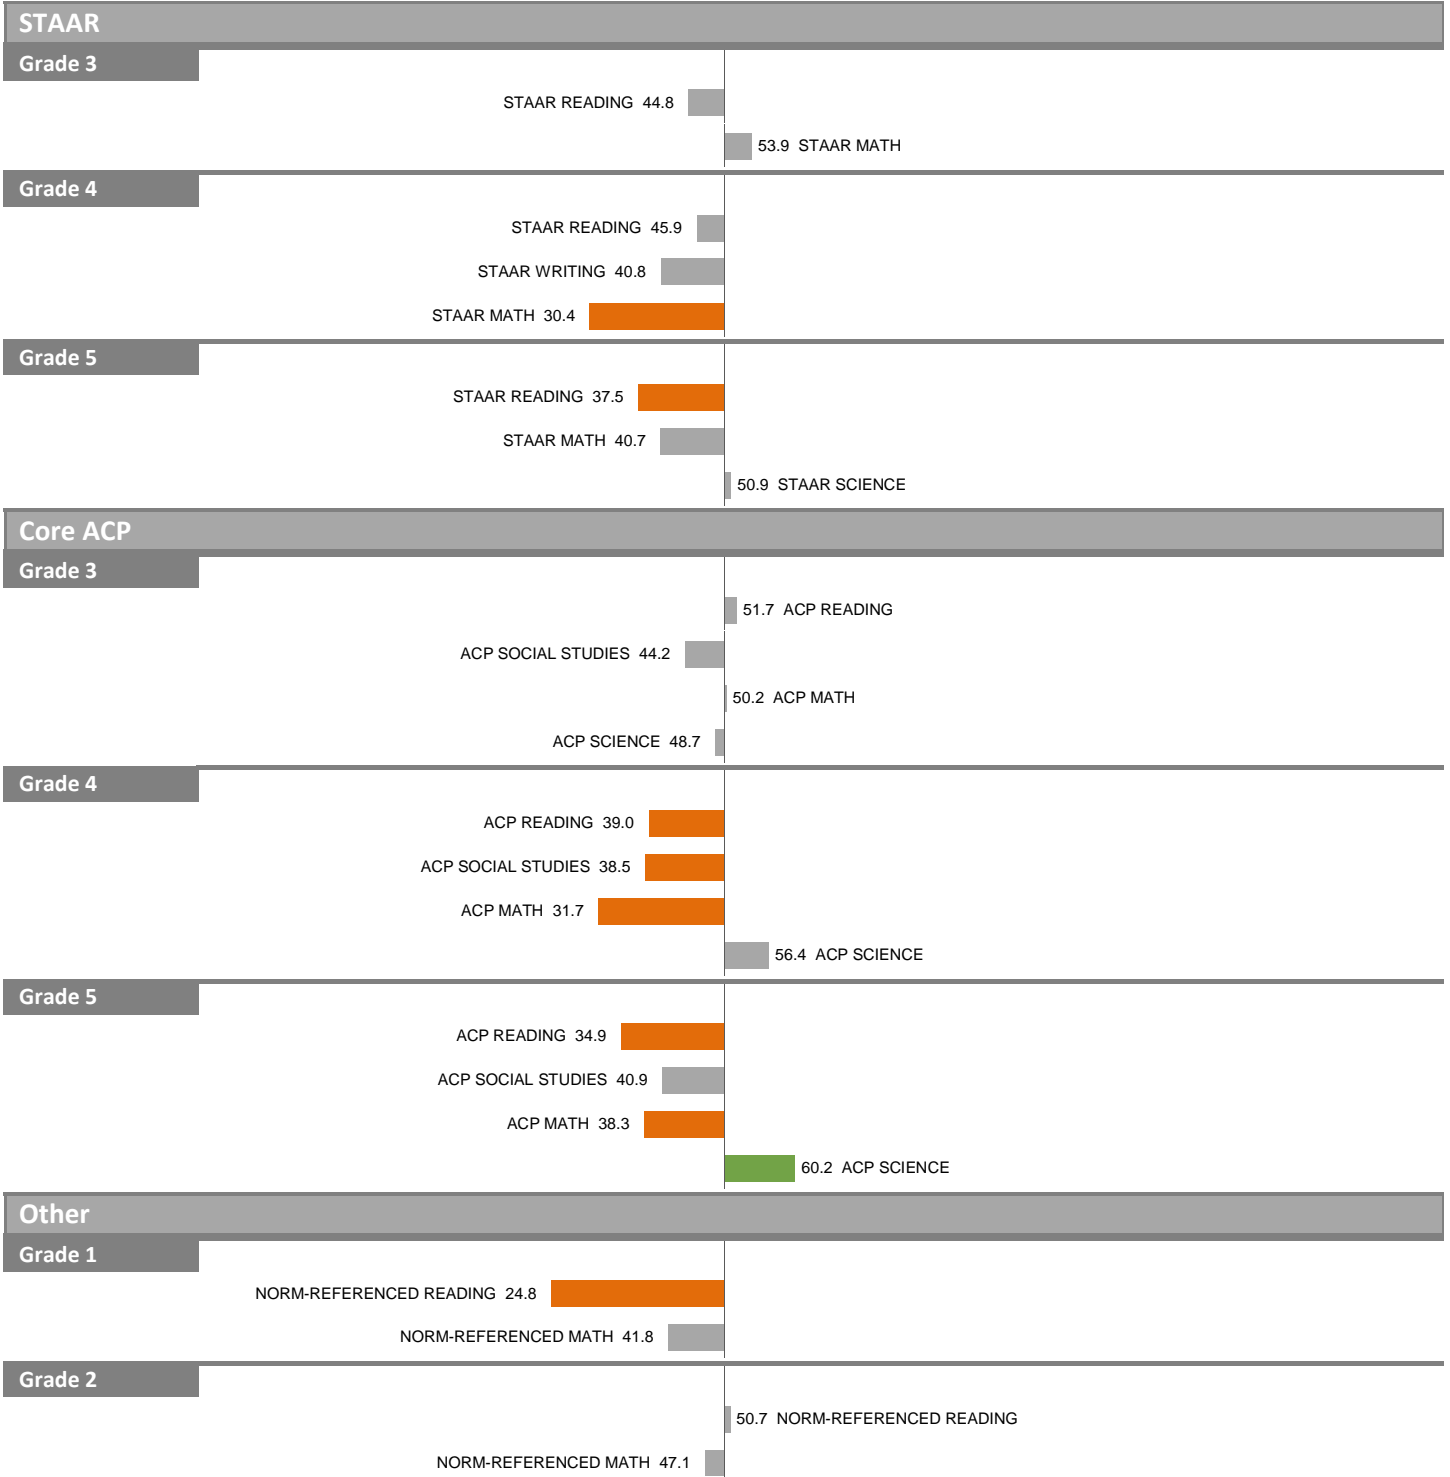 STAAR
Grade 3
STAAR READING 44.8
53.9 STAAR MATH
Grade 4
STAAR READING 45.9
STAAR WRITING 40.8
STAAR MATH 30.4
Grade 5
STAAR READING 37.5
STAAR MATH 40.7
50.9 STAAR SCIENCE
Core ACP
Grade 3
51.7 ACP READING
ACP SOCIAL STUDIES 44.2
50.2 ACP MATH
ACP SCIENCE 48.7
Grade 4
ACP READING 39.0
ACP SOCIAL STUDIES 38.5
ACP MATH 31.7
56.4 ACP SCIENCE
Grade 5
ACP READING 34.9
ACP SOCIAL STUDIES 40.9
ACP MATH 38.3
60.2 ACP SCIENCE
Other
Grade 1
NORM-REFERENCED READING 24.8
NORM-REFERENCED MATH 41.8
Grade 2
50.7 NORM-REFERENCED READING
NORM-REFERENCED MATH 47.1